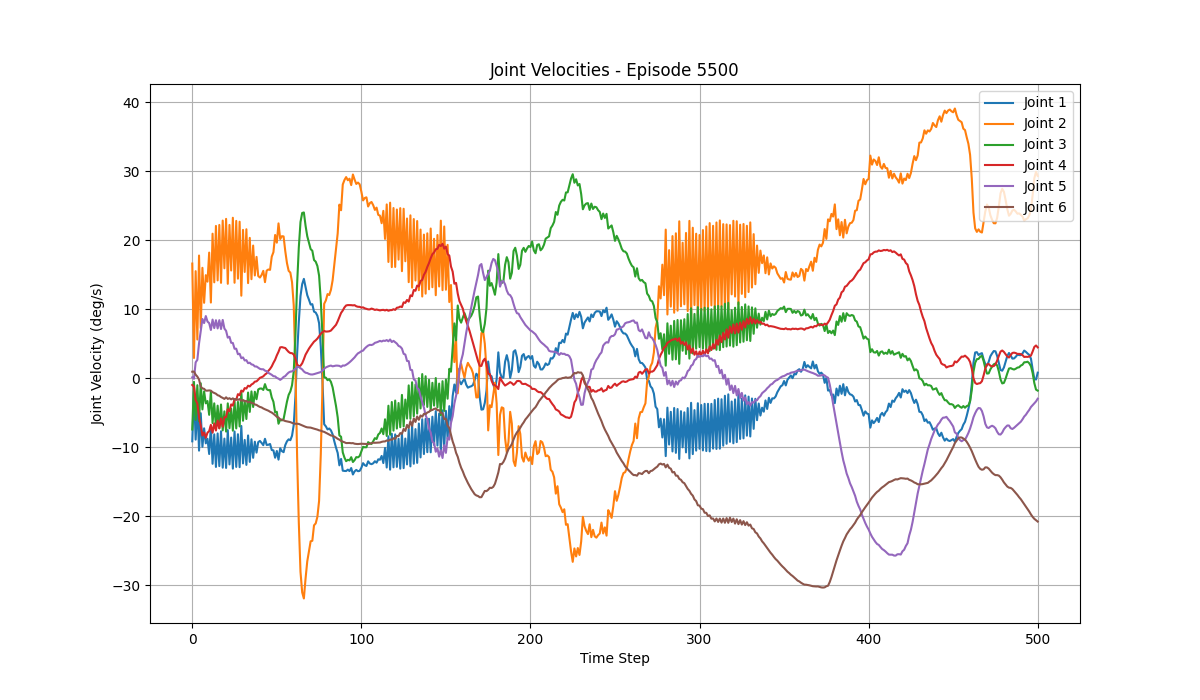 Joint Velocities - Episode 5500
Joint Velocity (deg/s)
40
30
20
10
0
−10
−20
−30
0 100 200 300 400 500
Time Step
Joint 1
Joint 2
Joint 3
Joint 4
Joint 5
Joint 6